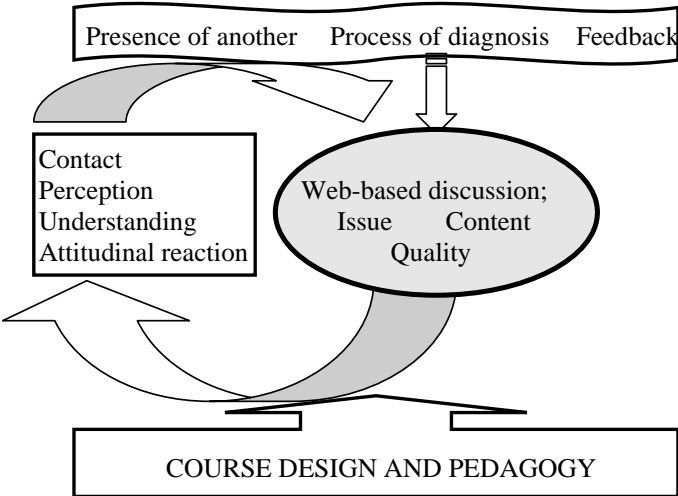 Presence of another Process of diagnosis Feedback
Contact
Perception
Understanding
Attitudinal reaction
Web-based discussion;
Issue Content
Quality
COURSE DESIGN AND PEDAGOGY